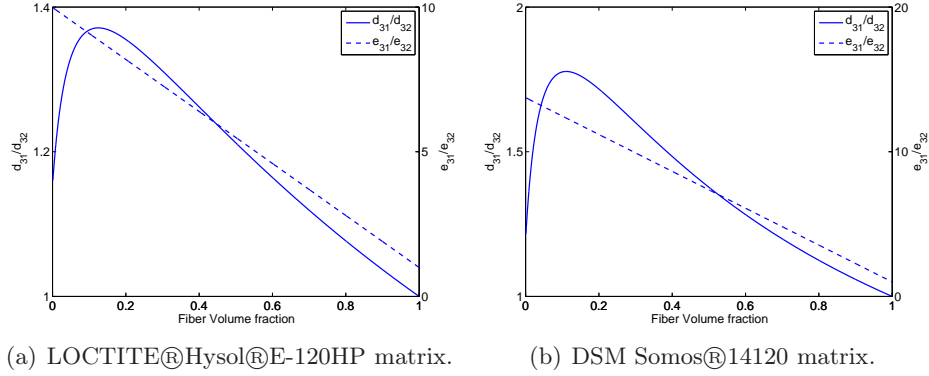 1.4
1.2
1
d31/d32
10
5
0
e31/e32
d31/d32
e31/e32
0
0.2
0.4
0.6
0.8
1
Fiber Volume fraction
(a) LOCTITE®Hysol®E-120HP matrix.
2
1.5
1
d31/d32
20
10
0
e31/e32
d31/d32
e31/e32
0
0.2
0.4
0.6
0.8
1
Fiber Volume fraction
(b) DSM Somos®14120 matrix.